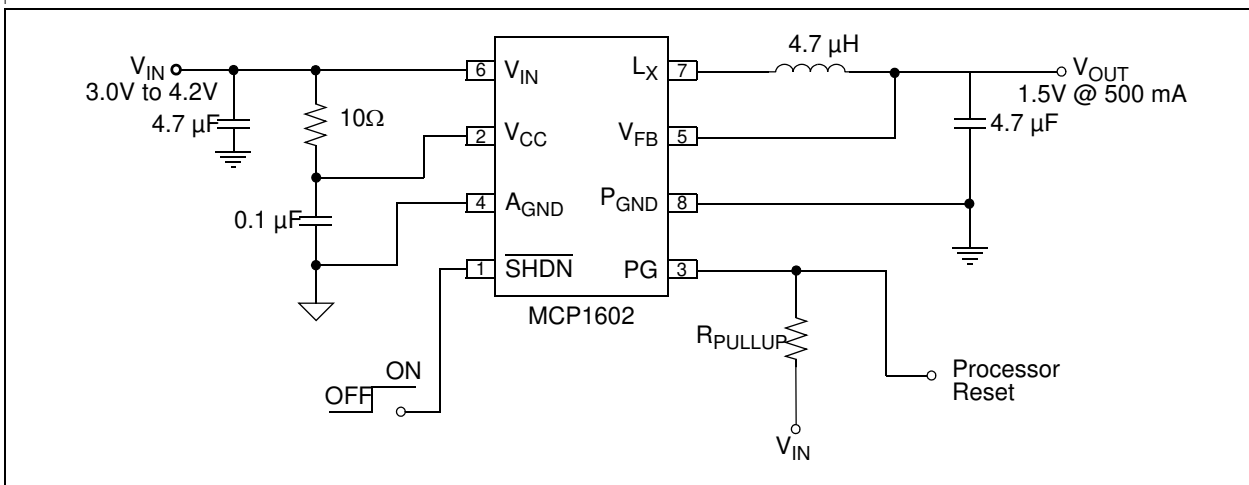 VIN
3.0V to 4.2V
4.7 µF
10Ω
0.1 µF
OFF
ON
6
VIN
2
VCC
4
AGND
1
SHDN
LX
7
VFB
5
PGND
8
PG
3
MCP1602
4.7 µH
VOUT
1.5V @ 500 mA
4.7 µF
RPULLUP
VIN
Processor
Reset